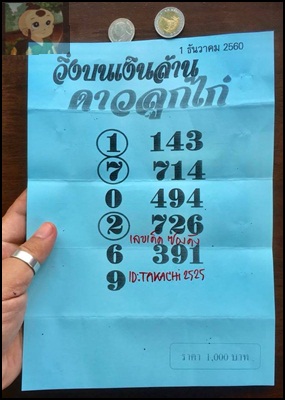 1 ธันวาคม 2560
วิ่งบนเงินล้าน
ดาวลูกไก่
1 143
7 714
0 494
2 726
เลขเด็ด ซองดัง
6 391
9 ID:TAKACHi 2525
ราคา 1,000 บาท